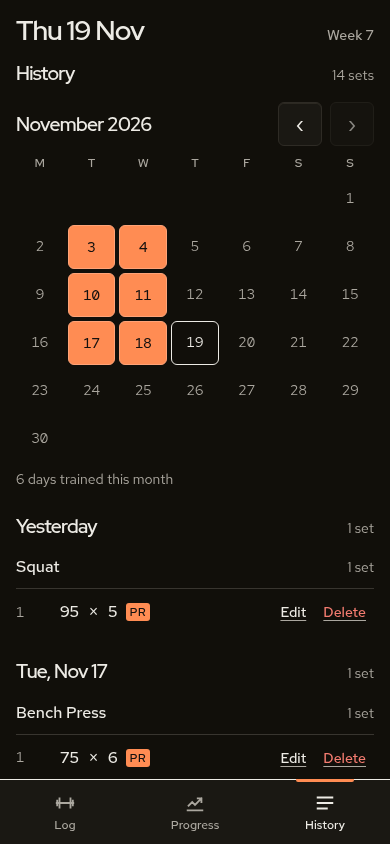 Thu 19 Nov
Week 7
History
14 sets
November 2026
‹ ›
M T W T F S S
1
2 3 4 5 6 7 8
9 10 11 12 13 14 15
16 17 18 19 20 21 22
23 24 25 26 27 28 29
30
6 days trained this month
Yesterday
1 set
Squat
1 set
1 95 × 5 PR Edit Delete
Tue, Nov 17
1 set
Bench Press
1 set
1 75 × 6 PR Edit Delete
Log Progress History